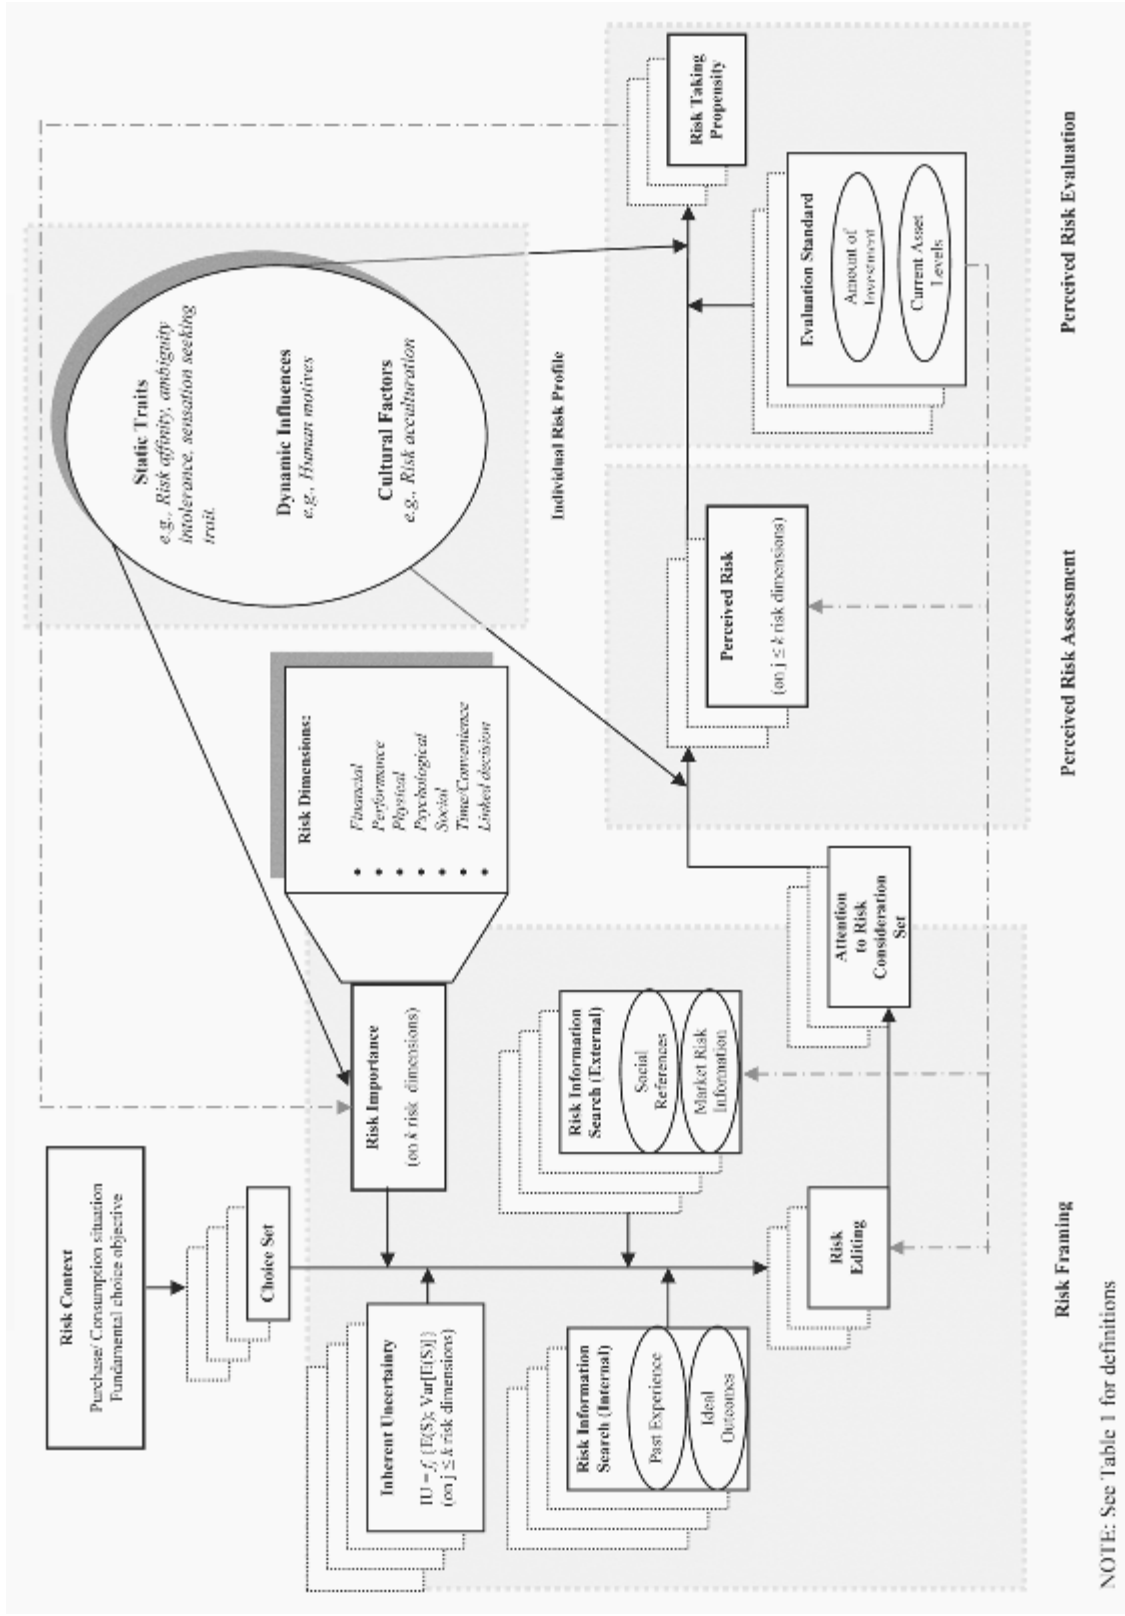 Risk Context
Purchase/ Consumption situation
Fundamental choice objective
Choice Set
Inherent Uncertainty
IU = f [E(S); Var[E(S)]]
(on j ≤ k risk dimensions)
Risk Importance
(on k risk dimensions)
Risk Dimensions:
• Financial
• Performance
• Physical
• Psychological
• Social
• Time/Convenience
• Linked decision
Static Traits
e.g., Risk affinity, ambiguity
intolerance, sensation seeking
trait.
Dynamic Influences
e.g., Human motives
Cultural Factors
e.g., Risk acculturation
Individual Risk Profile
Risk Information
Search (Internal)
Past Experience
Ideal
Outcomes
Risk Information
Search (External)
Social
References
Market Risk
Information
Risk
Editing
Attention
to Risk
Consideration
Set
Risk Framing
Perceived Risk
(on j ≤ k risk dimensions)
Perceived Risk Assessment
Risk Taking
Propensity
Evaluation Standard
Amount of
Investment
Current Asset
Levels
Perceived Risk Evaluation
NOTE: See Table 1 for definitions